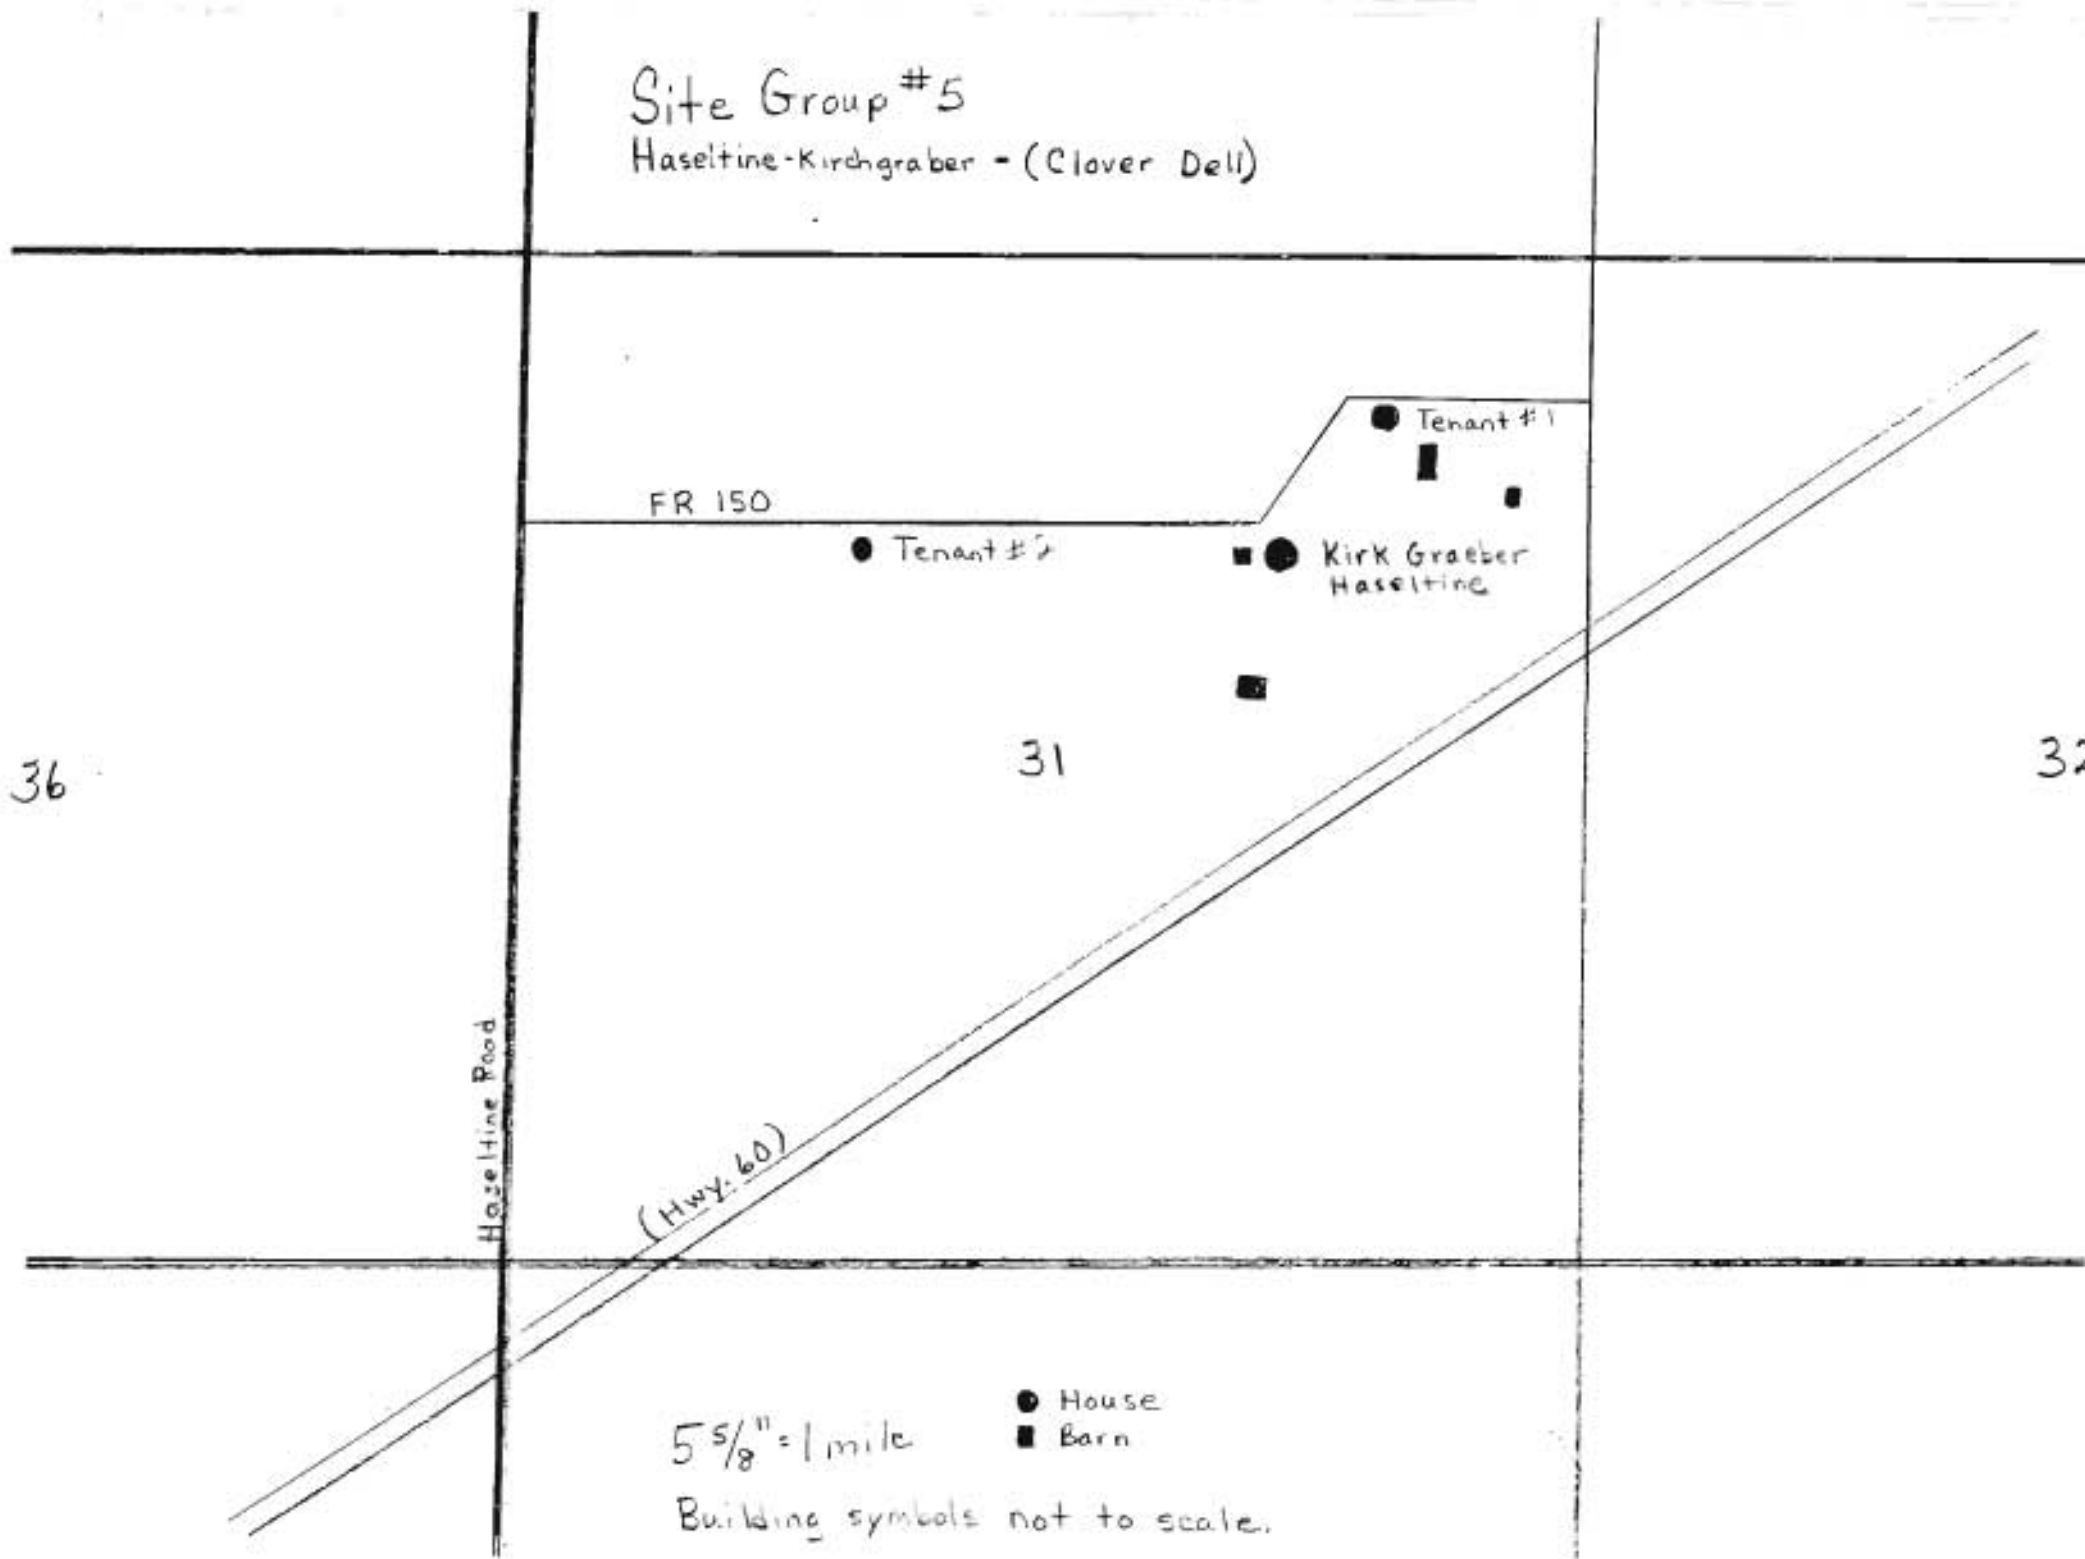 Site Group #5
Haseltine-Kirchgraber - (Clover Dell)
Tenant #1
FR 150
Tenant #2
Kirk Graeber
Haseltine
31
36
32
Haseltine Road
(Hwy. 60)
House
5 5/8" = 1 mile
Barn
Building symbols not to scale.